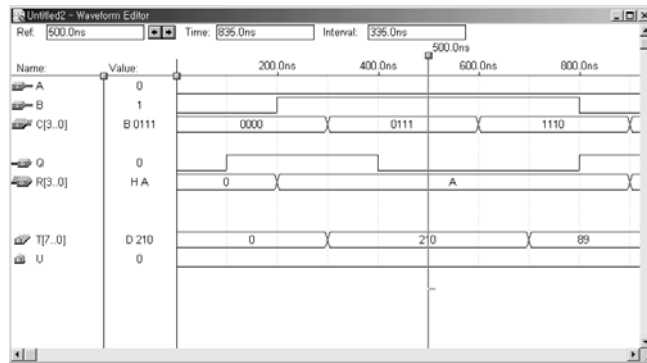 Untitled2 - Waveform Editor
Ref: 500.0ns Time: 835.0ns Interval: 335.0ns
500.0ns
Name: Value: 200.0ns 400.0ns 600.0ns 800.0ns
A 0
B 1
C[3..0] B 0111 0000 0111 1110
Q 0
R[3..0] H A 0 A
T[7..0] D 210 0 210 89
U 0